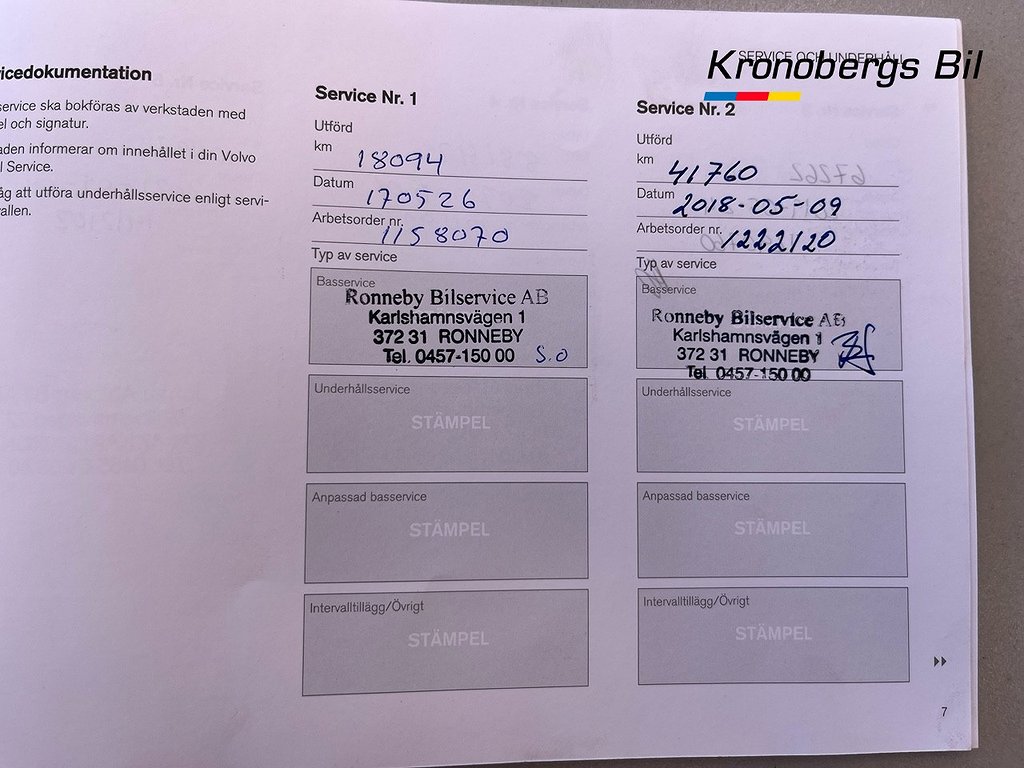 SERVICE OCH UNDERHÅLL
Kronobergs Bil
icedokumentation
service ska bokföras av verkstaden med
el och signatur.
aden informerar om innehållet i din Volvo
l Service.
åg att utföra underhållsservice enligt servi-
vallen.
Service Nr. 1
Utförd
km 18094
Datum 170526
Arbetsorder nr. 1158070
Typ av service
Basservice
Ronneby Bilservice AB
Karlshamnsvägen 1
372 31 RONNEBY
Tel. 0457-150 00 S.O
Underhållsservice
STÄMPEL
Anpassad basservice
STÄMPEL
Intervalltillägg/Övrigt
STÄMPEL
Service Nr. 2
Utförd
km 41760
Datum 2018-05-09
Arbetsorder nr. 1222120
Typ av service
Basservice
Ronneby Bilservice AB
Karlshamnsvägen 1
372 31 RONNEBY
Tel. 0457-150 00
Underhållsservice
STÄMPEL
Anpassad basservice
STÄMPEL
Intervalltillägg/Övrigt
STÄMPEL
7